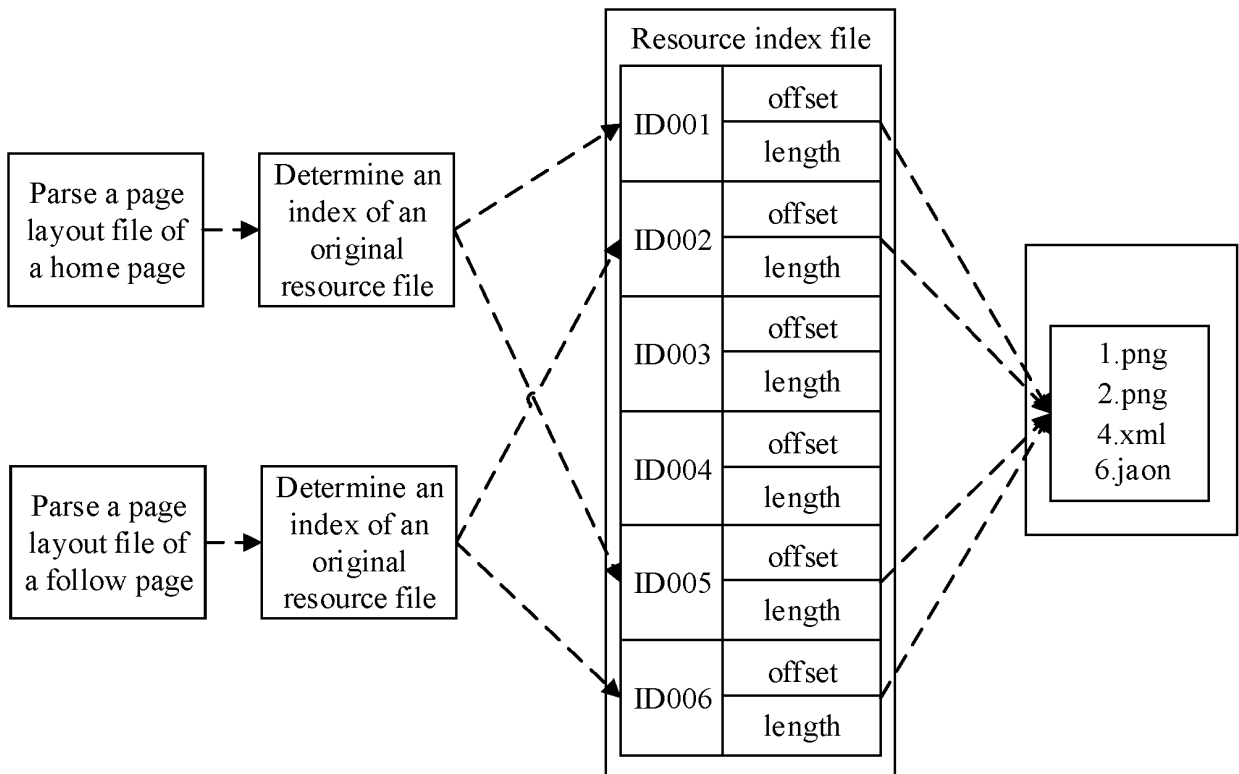 Parse a page
layout file of
a home page
Determine an
index of an
original
resource file
Parse a page
layout file of
a follow page
Determine an
index of an
original
resource file
Resource index file
ID001
offset
length
ID002
offset
length
ID003
offset
length
ID004
offset
length
ID005
offset
length
ID006
offset
length
1.png
2.png
4.xml
6.jaon